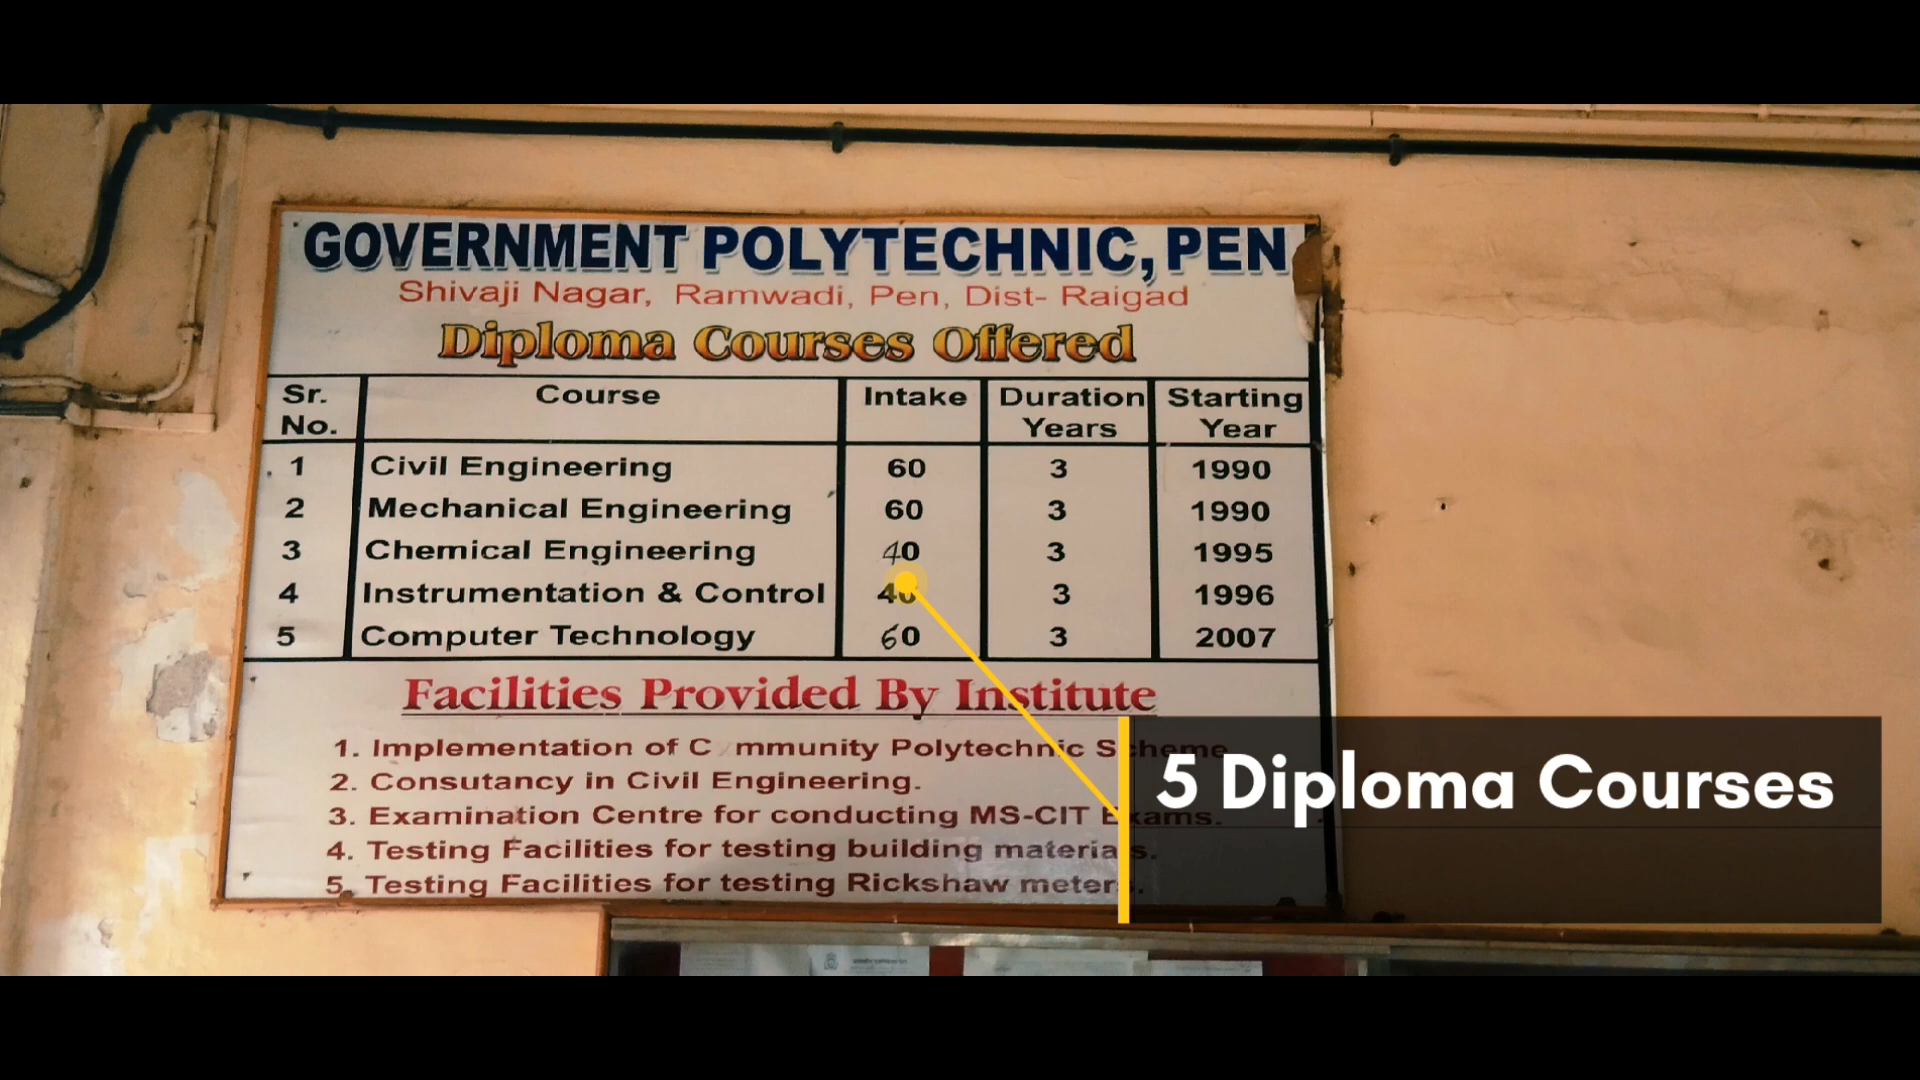 GOVERNMENT POLYTECHNIC, PEN
Shivaji Nagar, Ramwadi, Pen, Dist- Raigad
Diploma Courses Offered
Sr. No. Course Intake Duration Years Starting Year
1 Civil Engineering 60 3 1990
2 Mechanical Engineering 60 3 1990
3 Chemical Engineering 40 3 1995
4 Instrumentation & Control 40 3 1996
5 Computer Technology 60 3 2007
Facilities Provided By Institute
1. Implementation of C mmunity Polytechnic Scheme
2. Consutancy in Civil Engineering.
3. Examination Centre for conducting MS-CIT Exams.
4. Testing Facilities for testing building materials.
5. Testing Facilities for testing Rickshaw meters.
5 Diploma Courses